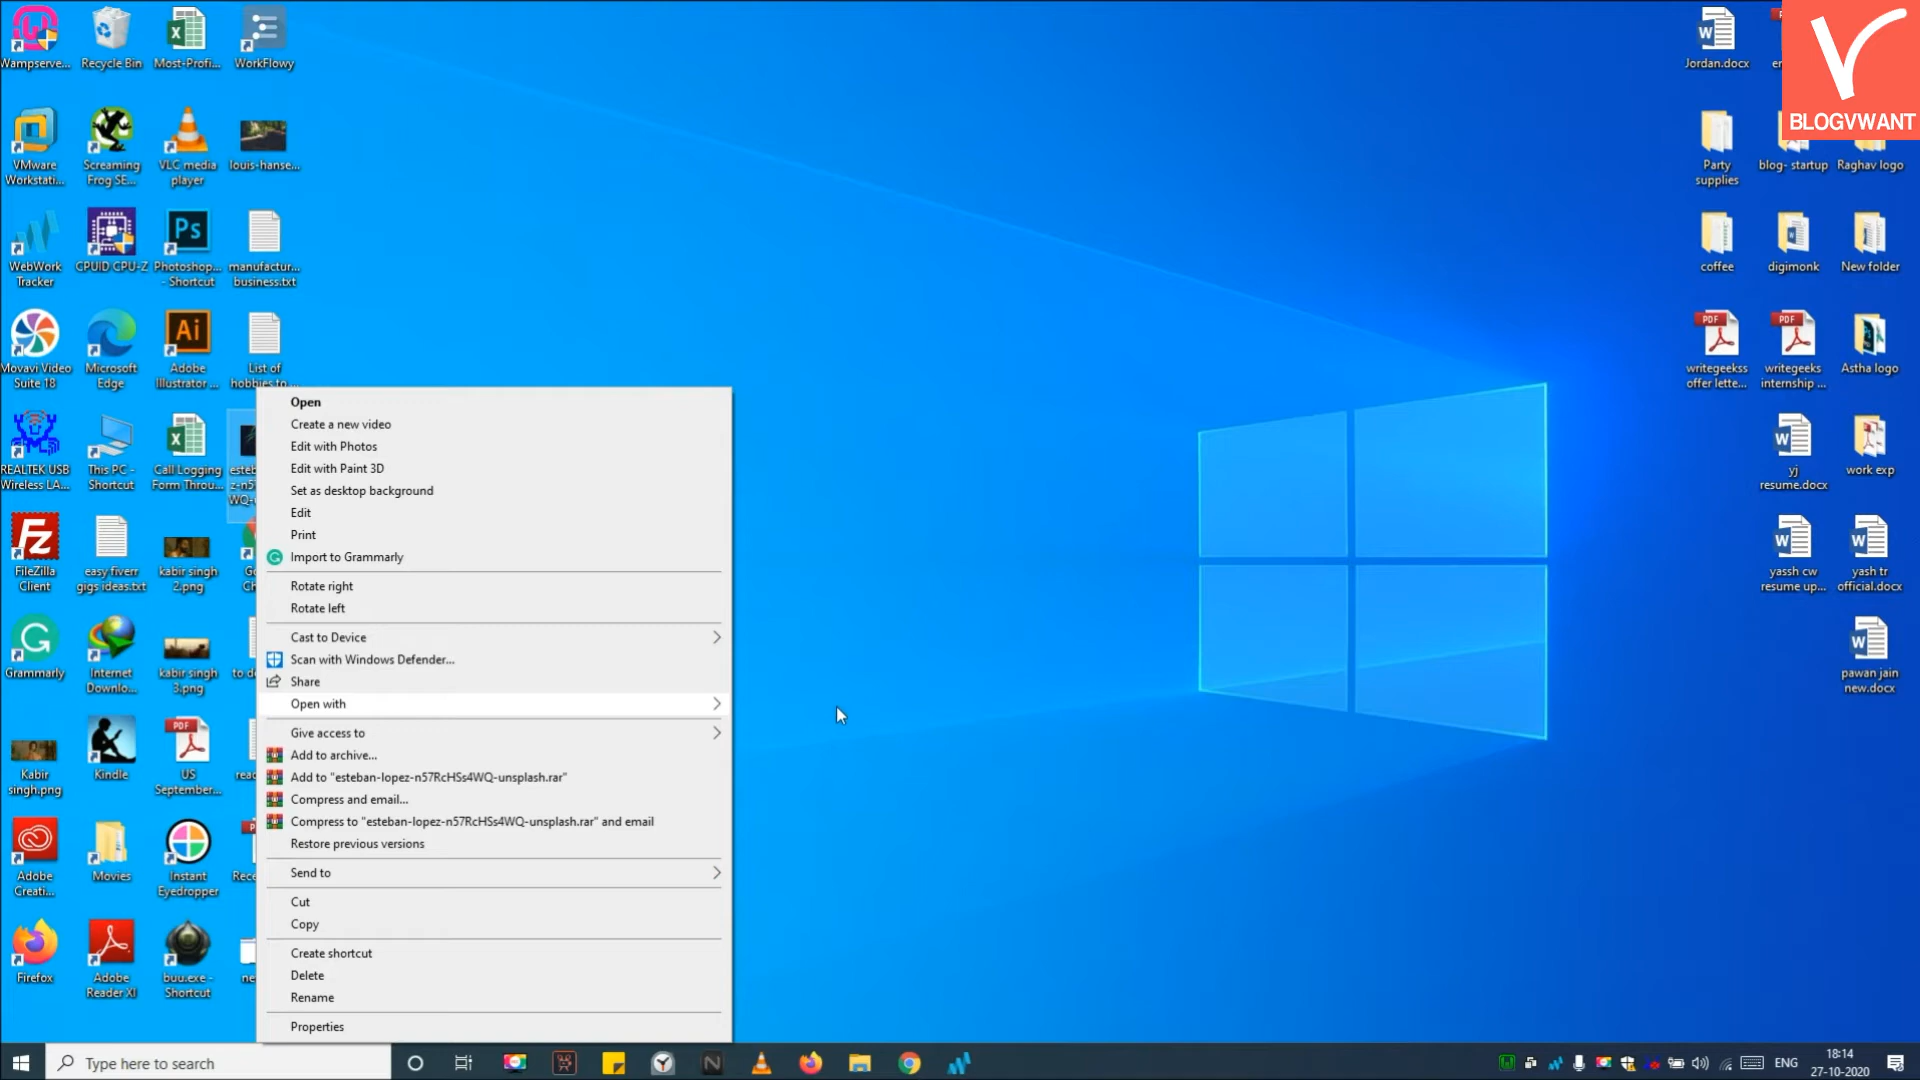 Wampserve...
Recycle Bin
Most-Profi...
WorkFlowy
Jordan.docx
BLOGVWANT
VMware
Workstati...
Screaming
Frog SE...
VLC media
player
louis-hanse...
Party
supplies
blog- startup
Raghav logo
WebWork
Tracker
CPUID CPU-Z
Photoshop...
- Shortcut
manufactur...
business.txt
coffee
digimonk
New folder
Movavi Video
Suite 18
Microsoft
Edge
Adobe
Illustrator ...
List of
hobbies to ...
writegeekss
offer lette...
writegeeks
internship ...
Astha logo
REALTEK USB
Wireless LA...
This PC -
Shortcut
Call Logging
Form Throu...
yj
resume.docx
work exp
FileZilla
Client
easy fiverr
gigs ideas.txt
kabir singh
2.png
yassh cw
resume up...
yash tr
official.docx
Grammarly
Internet
Downlo...
kabir singh
3.png
pawan jain
new.docx
Kabir
singh.png
Kindle
US
September...
Adobe
Creati...
Movies
Instant
Eyedropper
Firefox
Adobe
Reader XI
buu.exe -
Shortcut
Open
Create a new video
Edit with Photos
Edit with Paint 3D
Set as desktop background
Edit
Print
Import to Grammarly
Rotate right
Rotate left
Cast to Device
Scan with Windows Defender...
Share
Open with
Give access to
Add to archive...
Add to "esteban-lopez-n57RcHSs4WQ-unsplash.rar"
Compress and email...
Compress to "esteban-lopez-n57RcHSs4WQ-unsplash.rar" and email
Restore previous versions
Send to
Cut
Copy
Create shortcut
Delete
Rename
Properties
Type here to search
ENG
18:14
27-10-2020